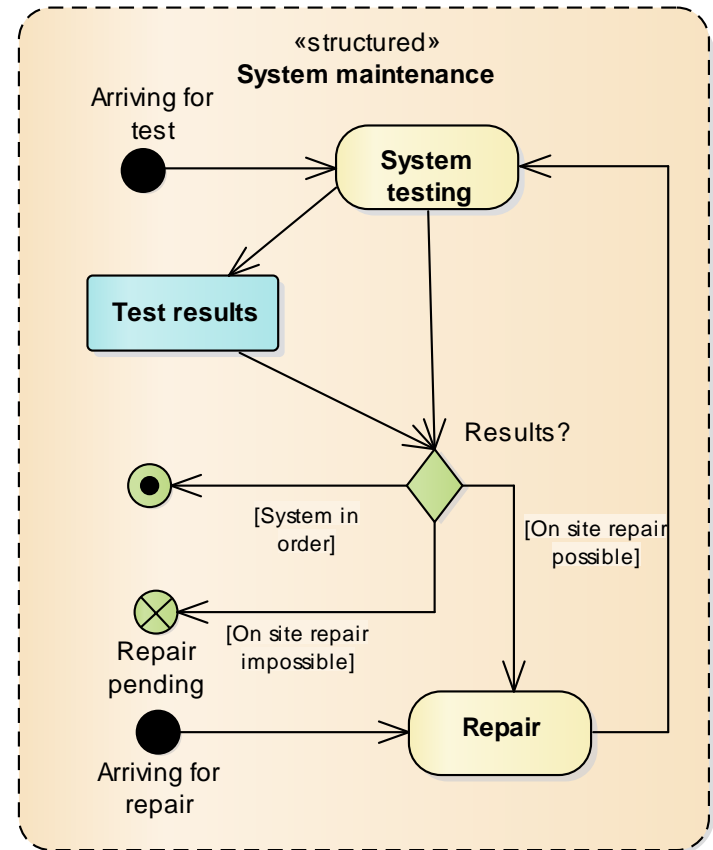 «structured»
System maintenance
Arriving for
test
System
testing
Test results
Results?
[System in
order]
[On site repair
possible]
[On site repair
impossible]
Repair
pending
Repair
Arriving for
repair